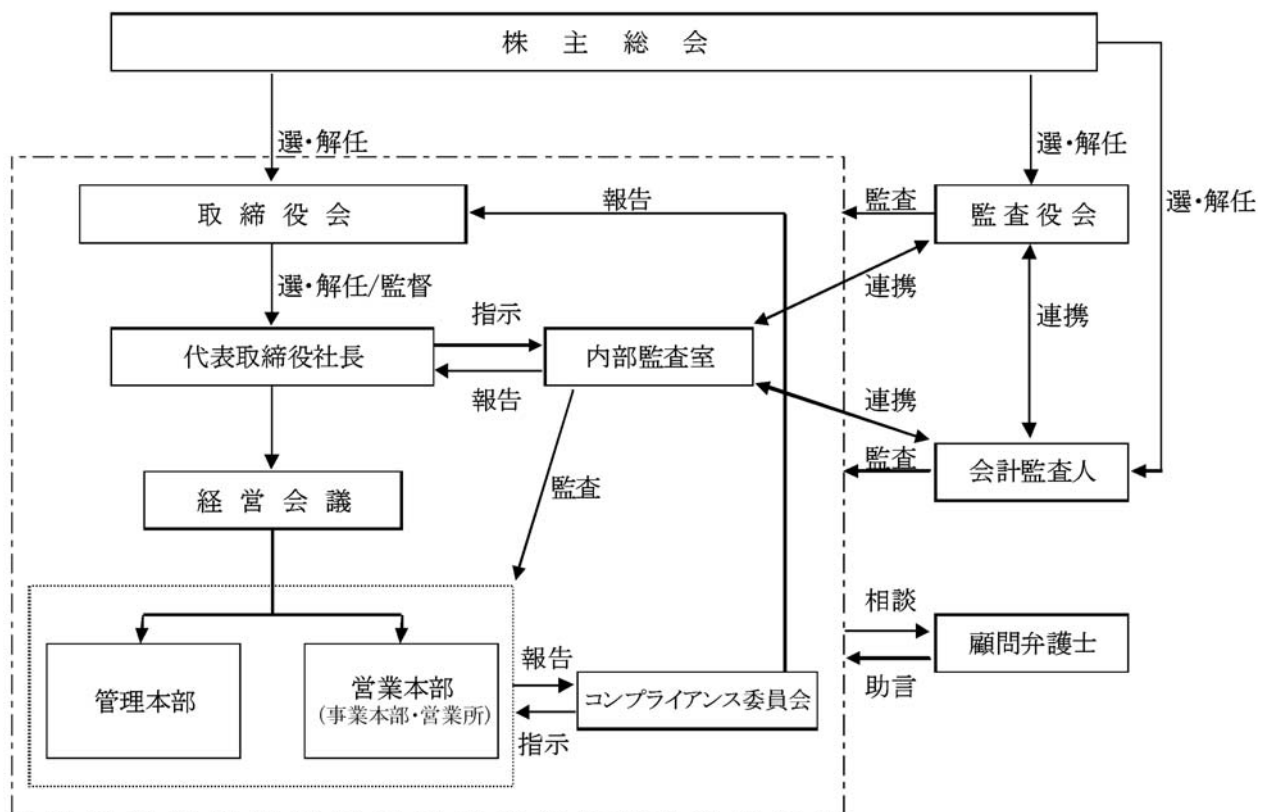 株主総会
選・解任
選・解任
選・解任
取締役会
報告
監査
監査役会
選・解任/監督
連携
連携
指示
代表取締役社長
内部監査室
報告
連携
監査
会計監査人
経営会議
監査
相談
顧問弁護士
助言
管理本部
営業本部
(事業本部・営業所)
報告
コンプライアンス委員会
指示